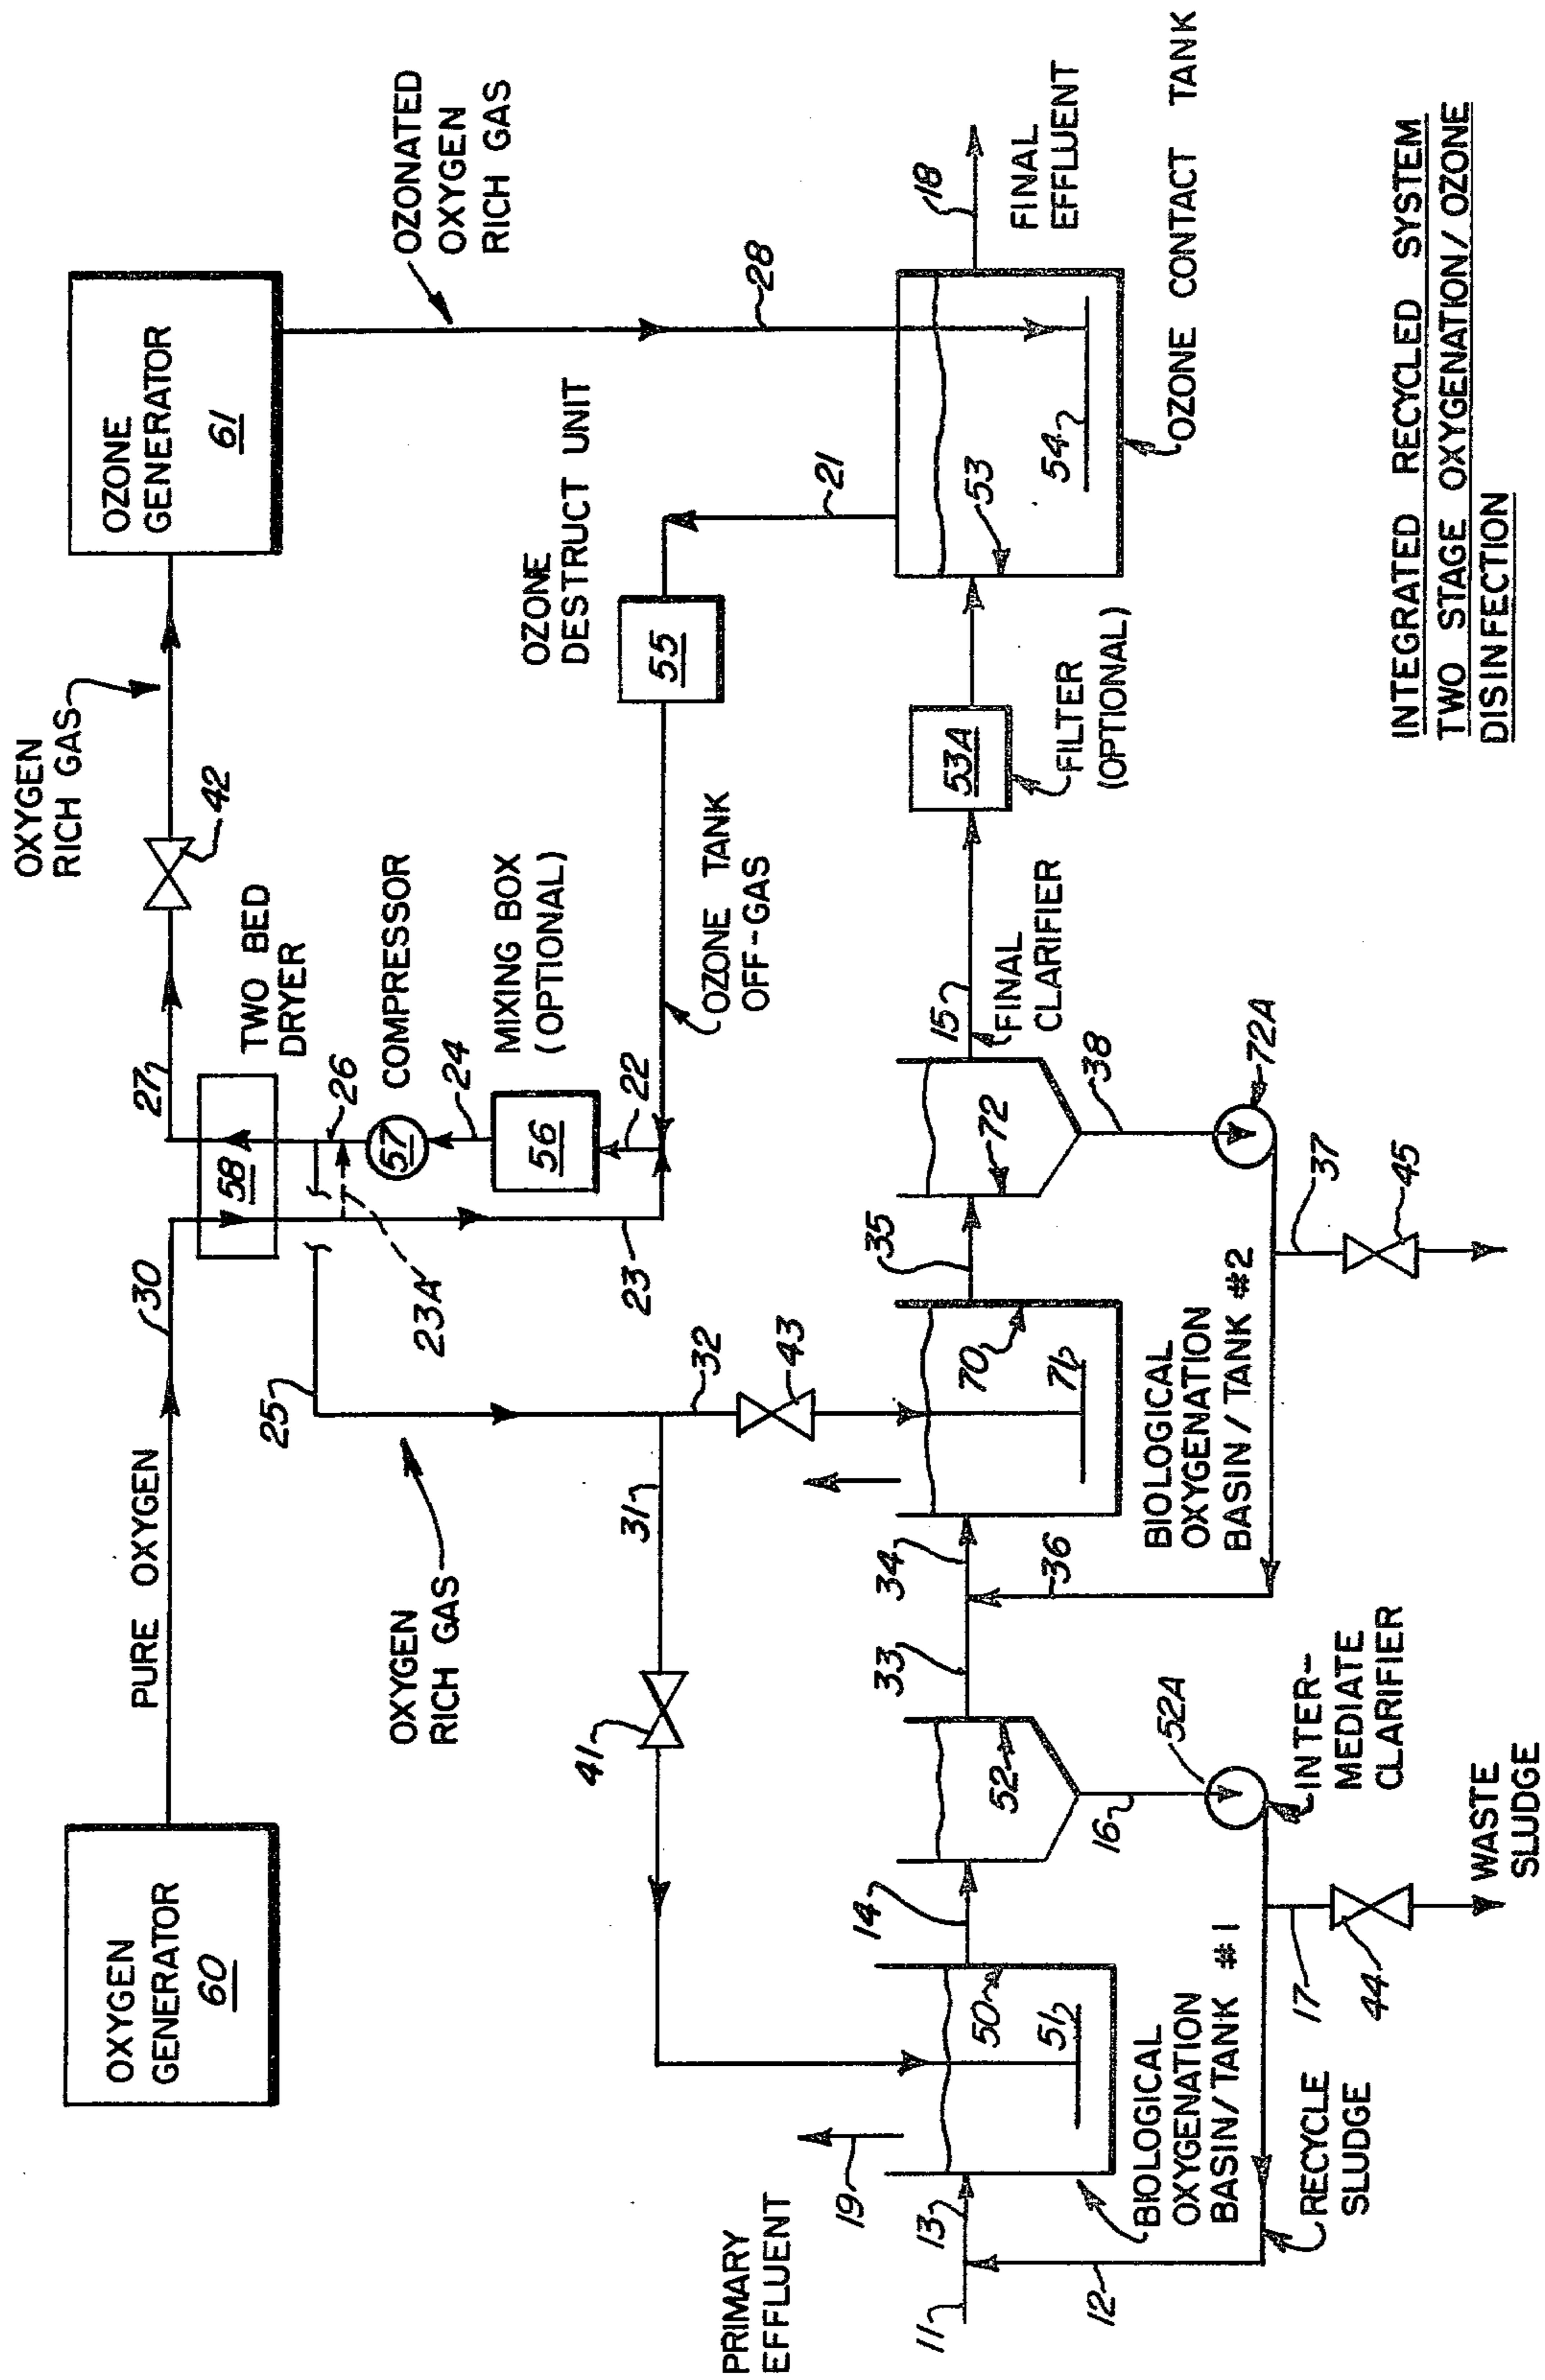 OXYGEN
GENERATOR
60
PURE OXYGEN
30
27
58
TWO BED
DRYER
OXYGEN
RICH GAS
42
OZONE
GENERATOR
61
OZONATED
OXYGEN
RICH GAS
28
25
23A
26
57
COMPRESSOR
24
56
MIXING BOX
(OPTIONAL)
22
23
OZONE TANK
OFF-GAS
55
OZONE
DESTRUCT UNIT
21
OXYGEN
RICH GAS
31
32
41
43
PRIMARY
EFFLUENT
11
12
13
19
50
51
BIOLOGICAL
OXYGENATION
BASIN/TANK #1
14
52
16
52A
INTER-
MEDIATE
CLARIFIER
RECYCLE
SLUDGE
17
44
WASTE
SLUDGE
33
34
36
70
71
BIOLOGICAL
OXYGENATION
BASIN/TANK #2
35
72
38
72A
37
45
15
FINAL
CLARIFIER
53A
FILTER
(OPTIONAL)
53
54
OZONE CONTACT TANK
18
FINAL
EFFLUENT
INTEGRATED RECYCLED SYSTEM
TWO STAGE OXYGENATION/OZONE
DISINFECTION